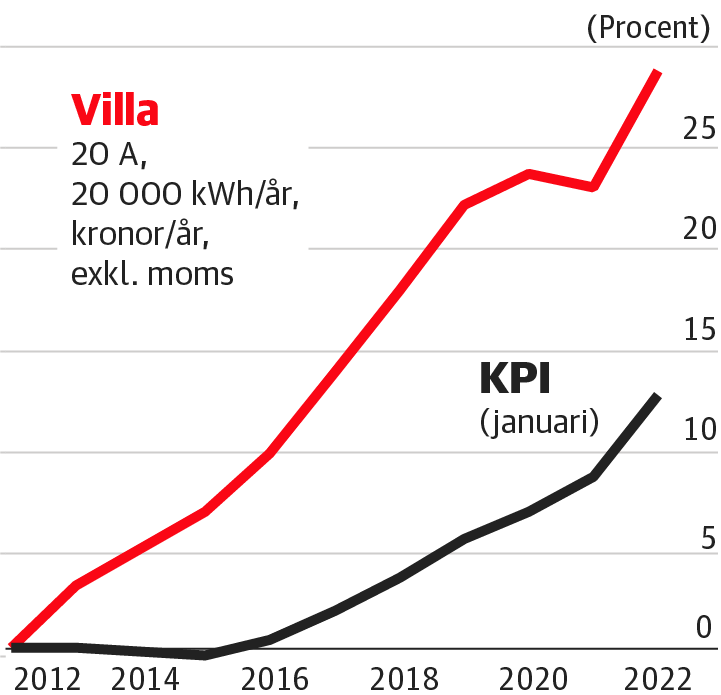 (Procent)
Villa
20 A,
20 000 kWh/år,
kronor/år,
exkl. moms
25
20
15
KPI
(januari)
10
5
0
2012 2014 2016 2018 2020 2022